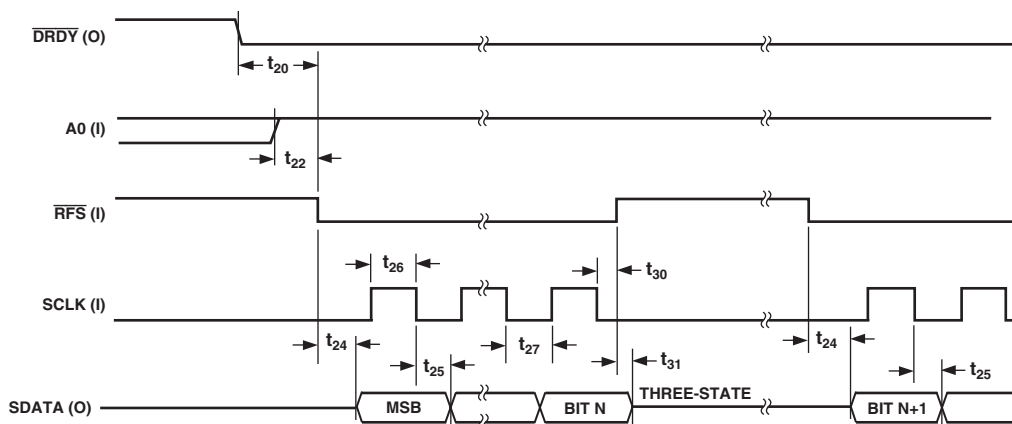 DRDY (O)
t20
A0 (I)
t22
RFS (I)
t26
t30
SCLK (I)
t24
t25
t27
t31
t24
t25
THREE-STATE
SDATA (O)
MSB
BIT N
BIT N+1